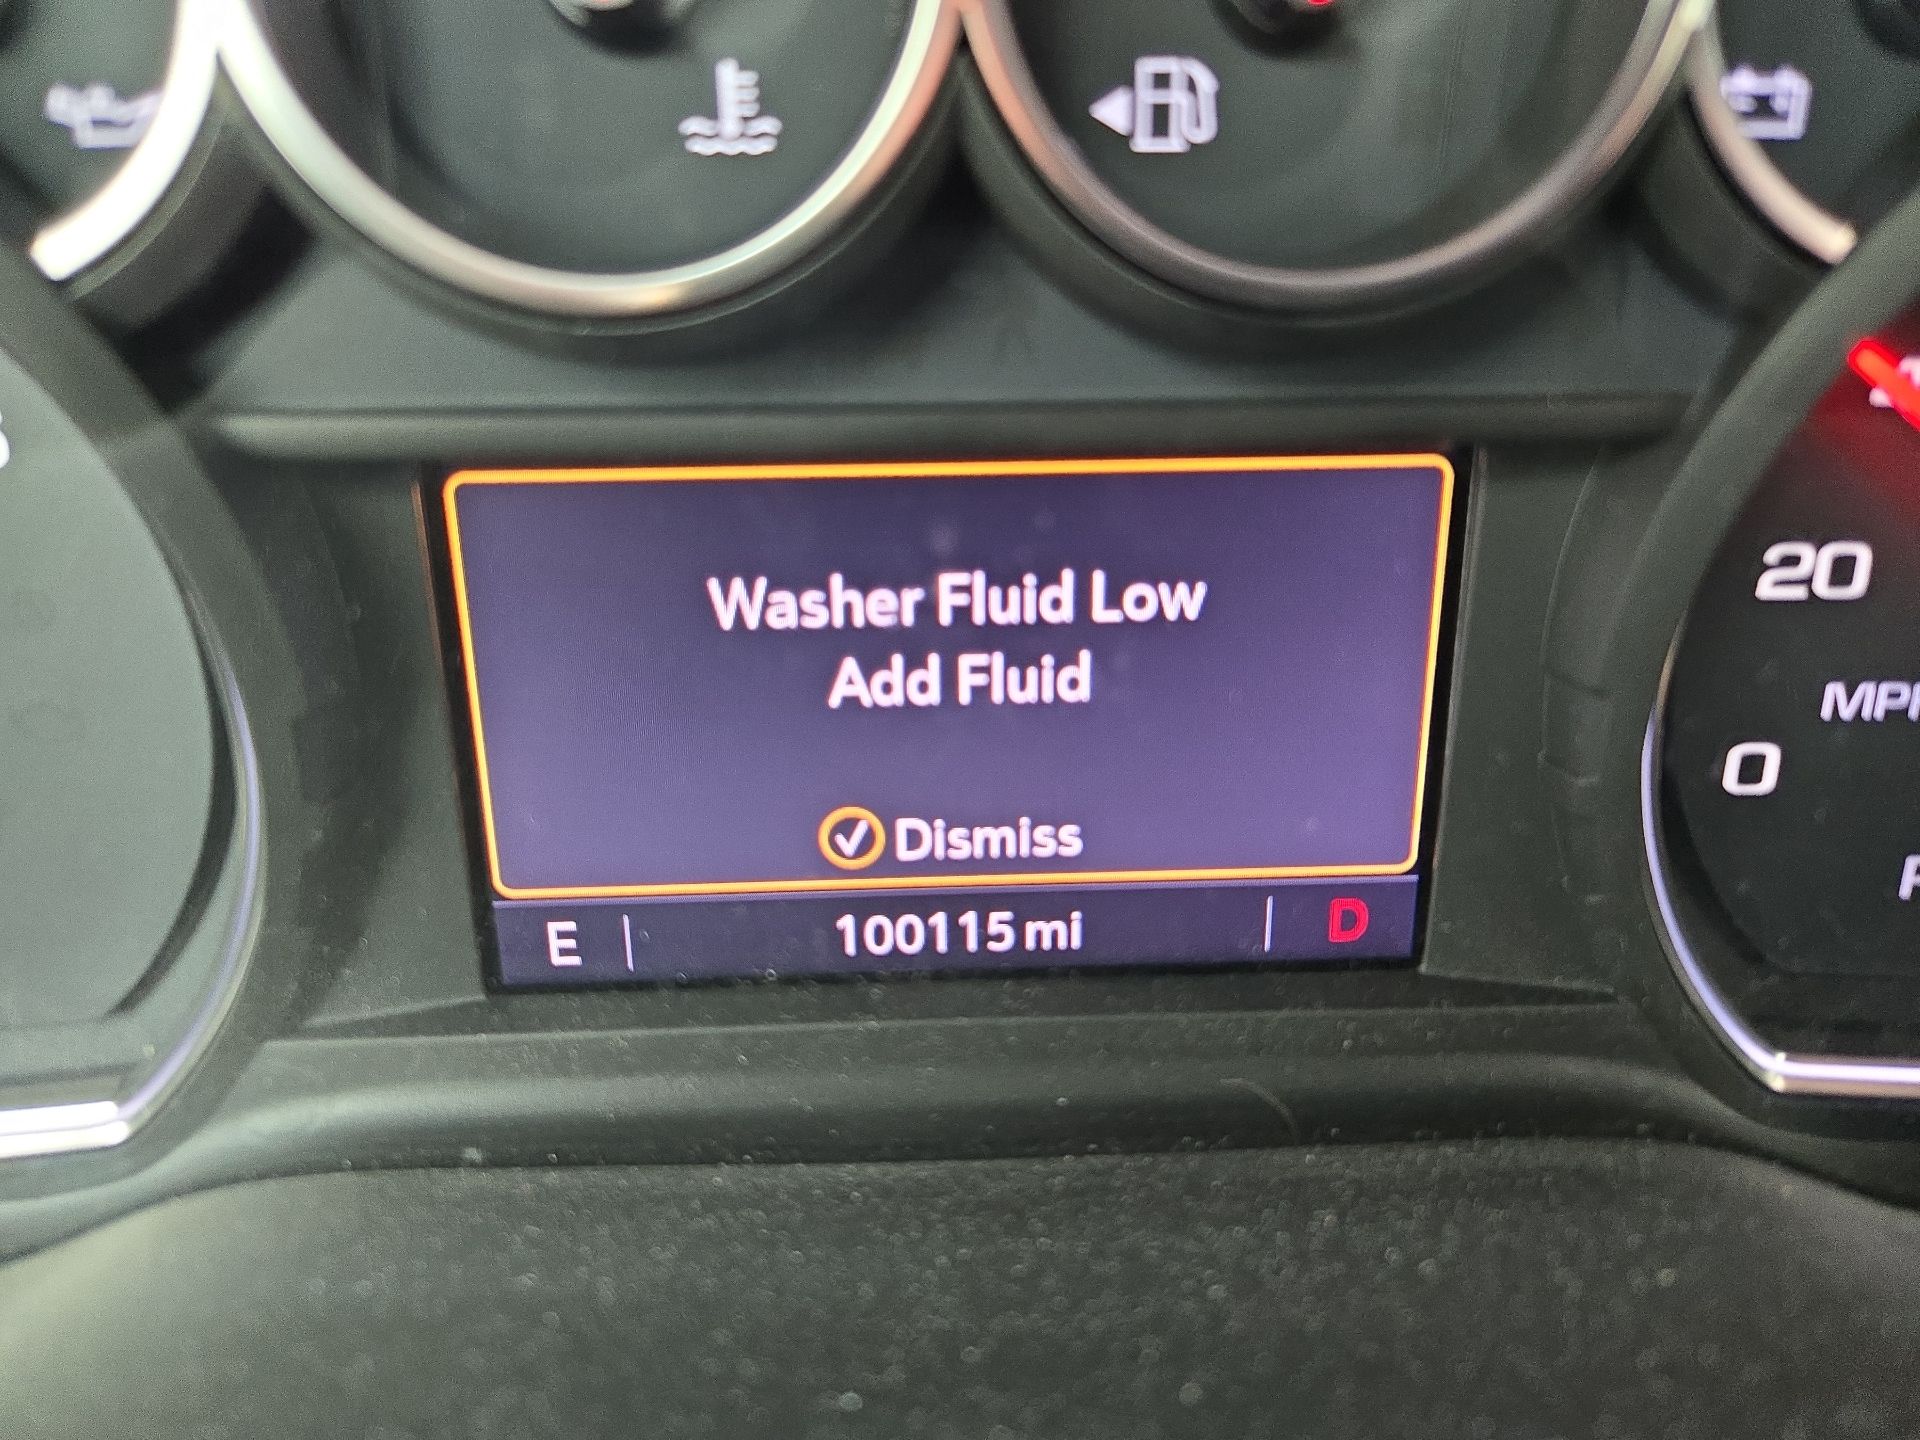 Washer Fluid Low
Add Fluid
Dismiss
E
100115 mi
D
20
0